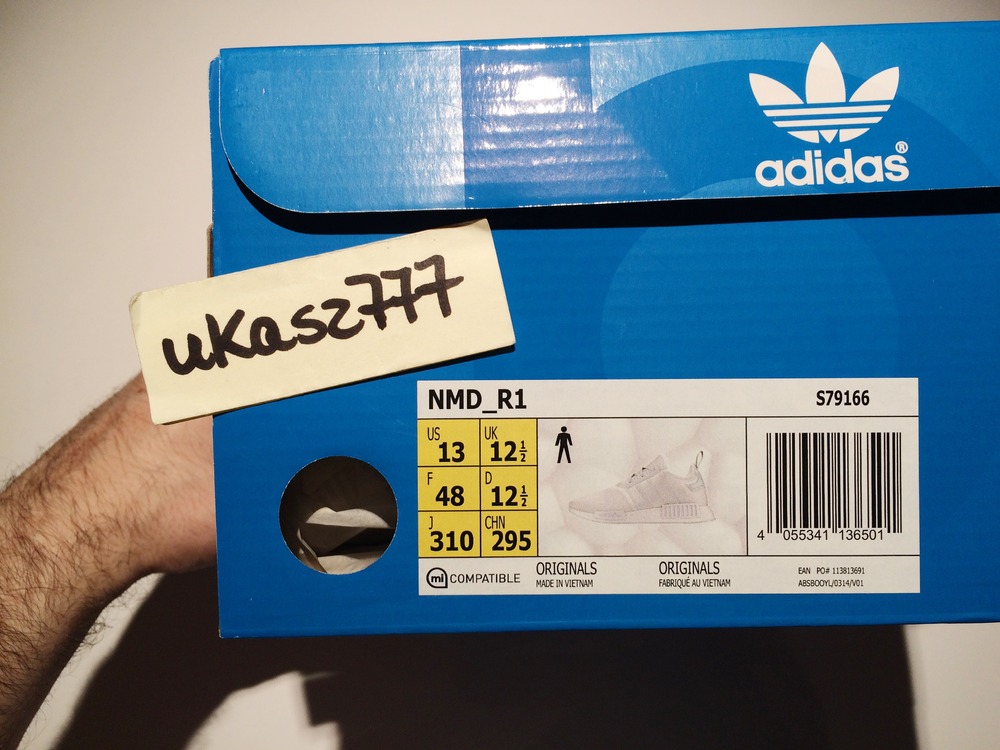 adidas®
ukasz777
NMD_R1 S79166
US 13 UK 12½
F 48 D 12½
J 310 CHN 295
4 055341 136501
mi COMPATIBLE
ORIGINALS
MADE IN VIETNAM
ORIGINALS
FABRIQUÉ AU VIETNAM
EAN PO# 113813691
ABSBOOYL/0314/V01